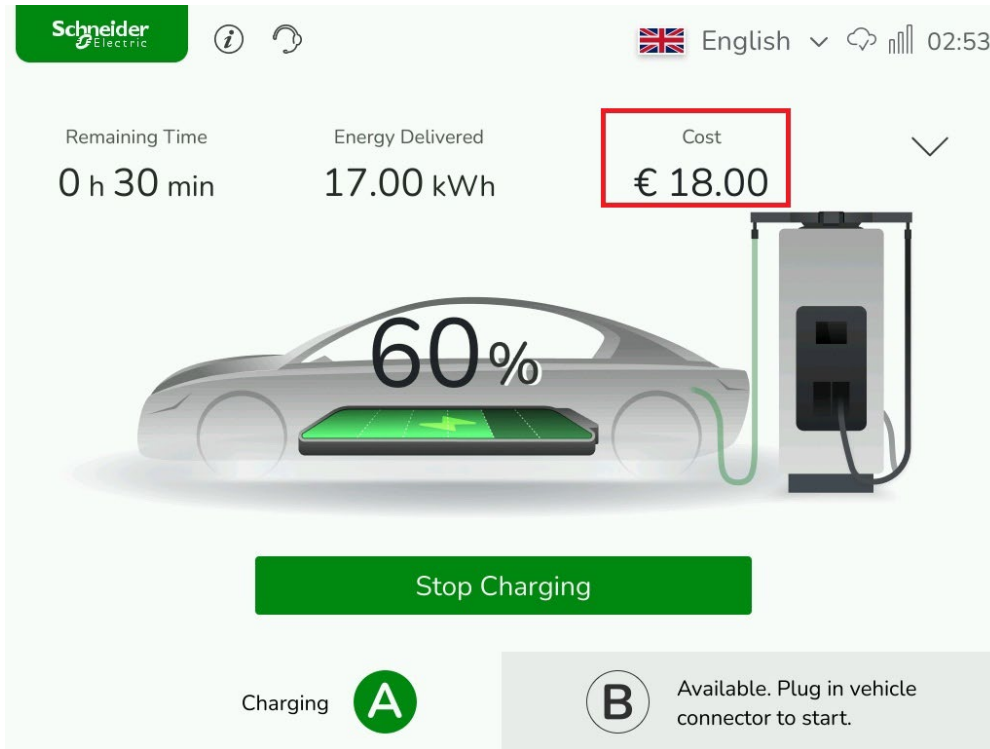 Schneider
Electric
i
English
02:53
Remaining Time
Energy Delivered
Cost
0 h 30 min
17.00 kWh
€ 18.00
60%
Stop Charging
Charging
A
B
Available. Plug in vehicle
connector to start.